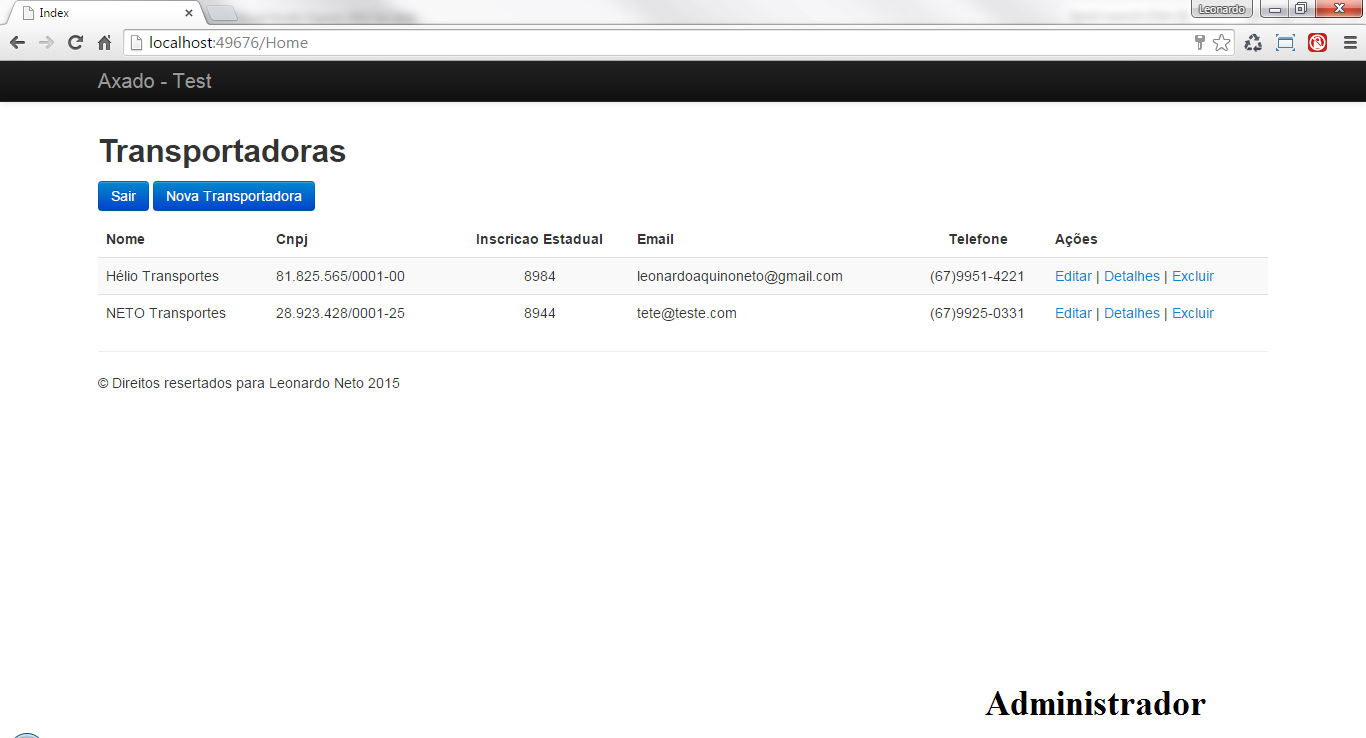 Index
Leonardo
localhost:49676/Home
Axado - Test
Transportadoras
Sair Nova Transportadora
Nome Cnpj Inscricao Estadual Email Telefone Ações
Hélio Transportes 81.825.565/0001-00 8984 leonardoaquinoneto@gmail.com (67)9951-4221 Editar | Detalhes | Excluir
NETO Transportes 28.923.428/0001-25 8944 tete@teste.com (67)9925-0331 Editar | Detalhes | Excluir
© Direitos resertados para Leonardo Neto 2015
Administrador